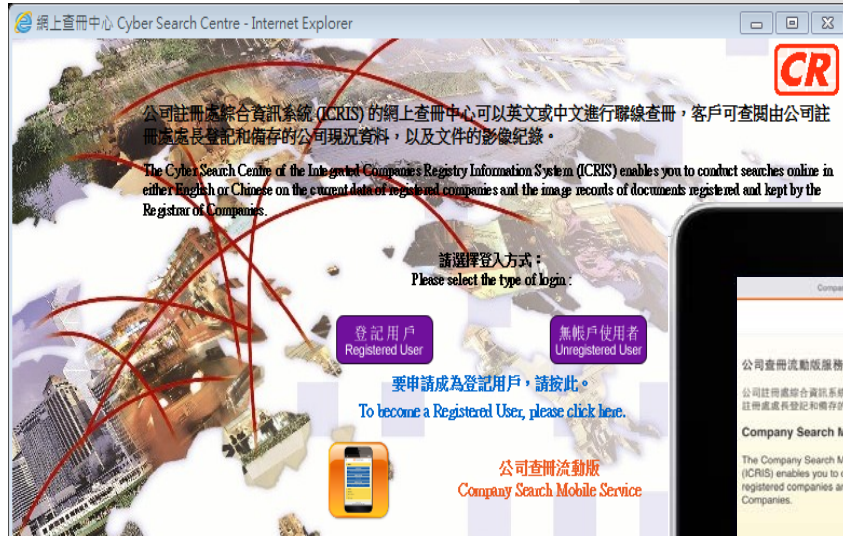 網上查冊中心 Cyber Search Centre - Internet Explorer
CR
公司註冊處綜合資訊系統 (ICRIS) 的網上查冊中心可以英文或中文進行聯線查冊，客戶可查閱由公司註
冊處處長登記和備存的公司現況資料，以及文件的影像紀錄。
The Cyber Search Centre of the Integrated Companies Registry Information System (ICRIS) enables you to conduct searches online in
either English or Chinese on the current data of registered companies and the image records of documents registered and kept by the
Registrar of Companies.
請選擇登入方式：
Please select the type of login :
登記用戶
Registered User
無帳戶使用者
Unregistered User
要申請成為登記用戶，請按此。
To become a Registered User, please click here.
公司查冊流動版
Company Search Mobile Service
Compa
公司查冊流動版服務
公司註冊處綜合資訊系統
註冊處處長登記和備存的
Company Search M
The Company Search M
(ICRIS) enables you to c
registered companies an
Companies.